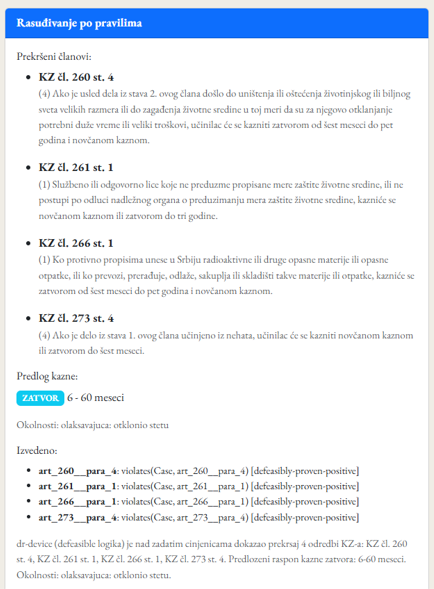 Rasuđivanje po pravilima
Prekršeni članovi:
• KZ čl. 260 st. 4
(4) Ako je usled dela iz stava 2. ovog člana došlo do uništenja ili oštećenja životinjskog ili biljnog
sveta velikih razmera ili do zagađenja životne sredine u toj meri da su za njegovo otklanjanje
potrebni duže vreme ili veliki troškovi, učinilac će se kazniti zatvorom od šest meseci do pet
godina i novčanom kaznom.
• KZ čl. 261 st. 1
(1) Službeno ili odgovorno lice koje ne preduzme propisane mere zaštite životne sredine, ili ne
postupi po odluci nadležnog organa o preduzimanju mera zaštite životne sredine, kazniće se
novčanom kaznom ili zatvorom do tri godine.
• KZ čl. 266 st. 1
(1) Ko protivno propisima unese u Srbiju radioaktivne ili druge opasne materije ili opasne
otpatke, ili ko prevozi, prerađuje, odlaže, sakuplja ili skladišti takve materije ili otpatke, kazniće se
zatvorom od šest meseci do pet godina i novčanom kaznom.
• KZ čl. 273 st. 4
(4) Ako je delo iz stava 1. ovog člana učinjeno iz nehata, učinilac će se kazniti novčanom kaznom
ili zatvorom do šest meseci.
Predlog kazne:
ZATVOR 6 - 60 meseci
Okolnosti: olaksavajuca: otklonio stetu
Izvedeno:
• art_260__para_4: violates(Case, art_260__para_4) [defeasibly-proven-positive]
• art_261__para_1: violates(Case, art_261__para_1) [defeasibly-proven-positive]
• art_266__para_1: violates(Case, art_266__para_1) [defeasibly-proven-positive]
• art_273__para_4: violates(Case, art_273__para_4) [defeasibly-proven-positive]
dr-device (defeasible logika) je nad zadatim cinjenicama dokazao prekrsaj 4 odredbi KZ-a: KZ čl. 260
st. 4, KZ čl. 261 st. 1, KZ čl. 266 st. 1, KZ čl. 273 st. 4. Predlozeni raspon kazne zatvora: 6-60 meseci.
Okolnosti: olaksavajuca: otklonio stetu.